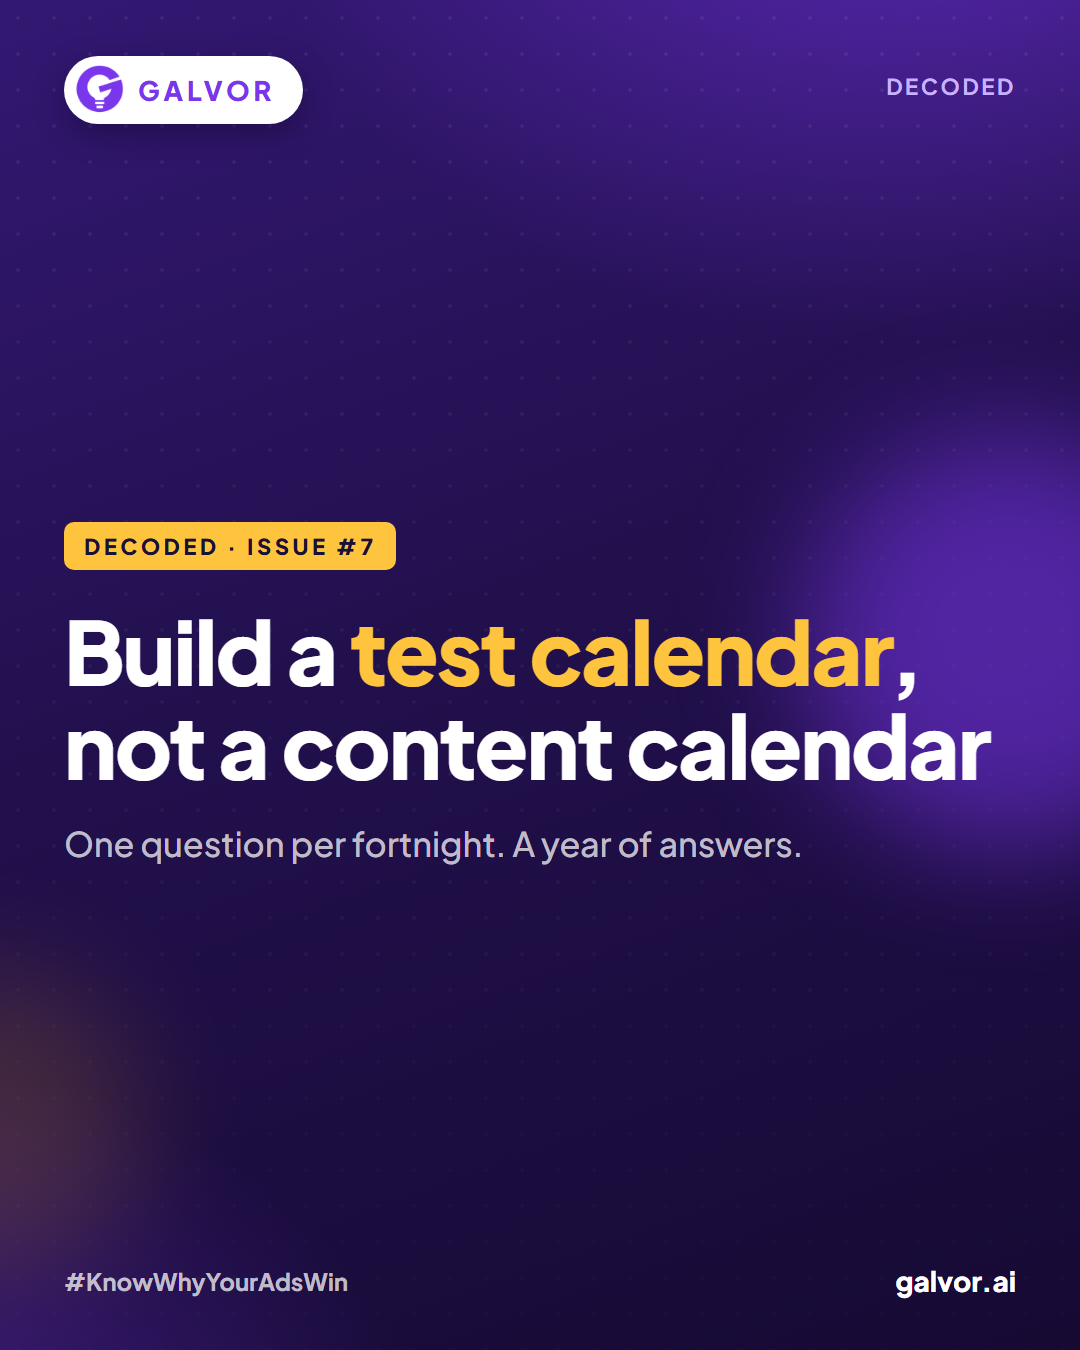 GALVOR
DECODED
DECODED · ISSUE #7
Build a test calendar,
not a content calendar
One question per fortnight. A year of answers.
#KnowWhyYourAdsWin
galvor.ai